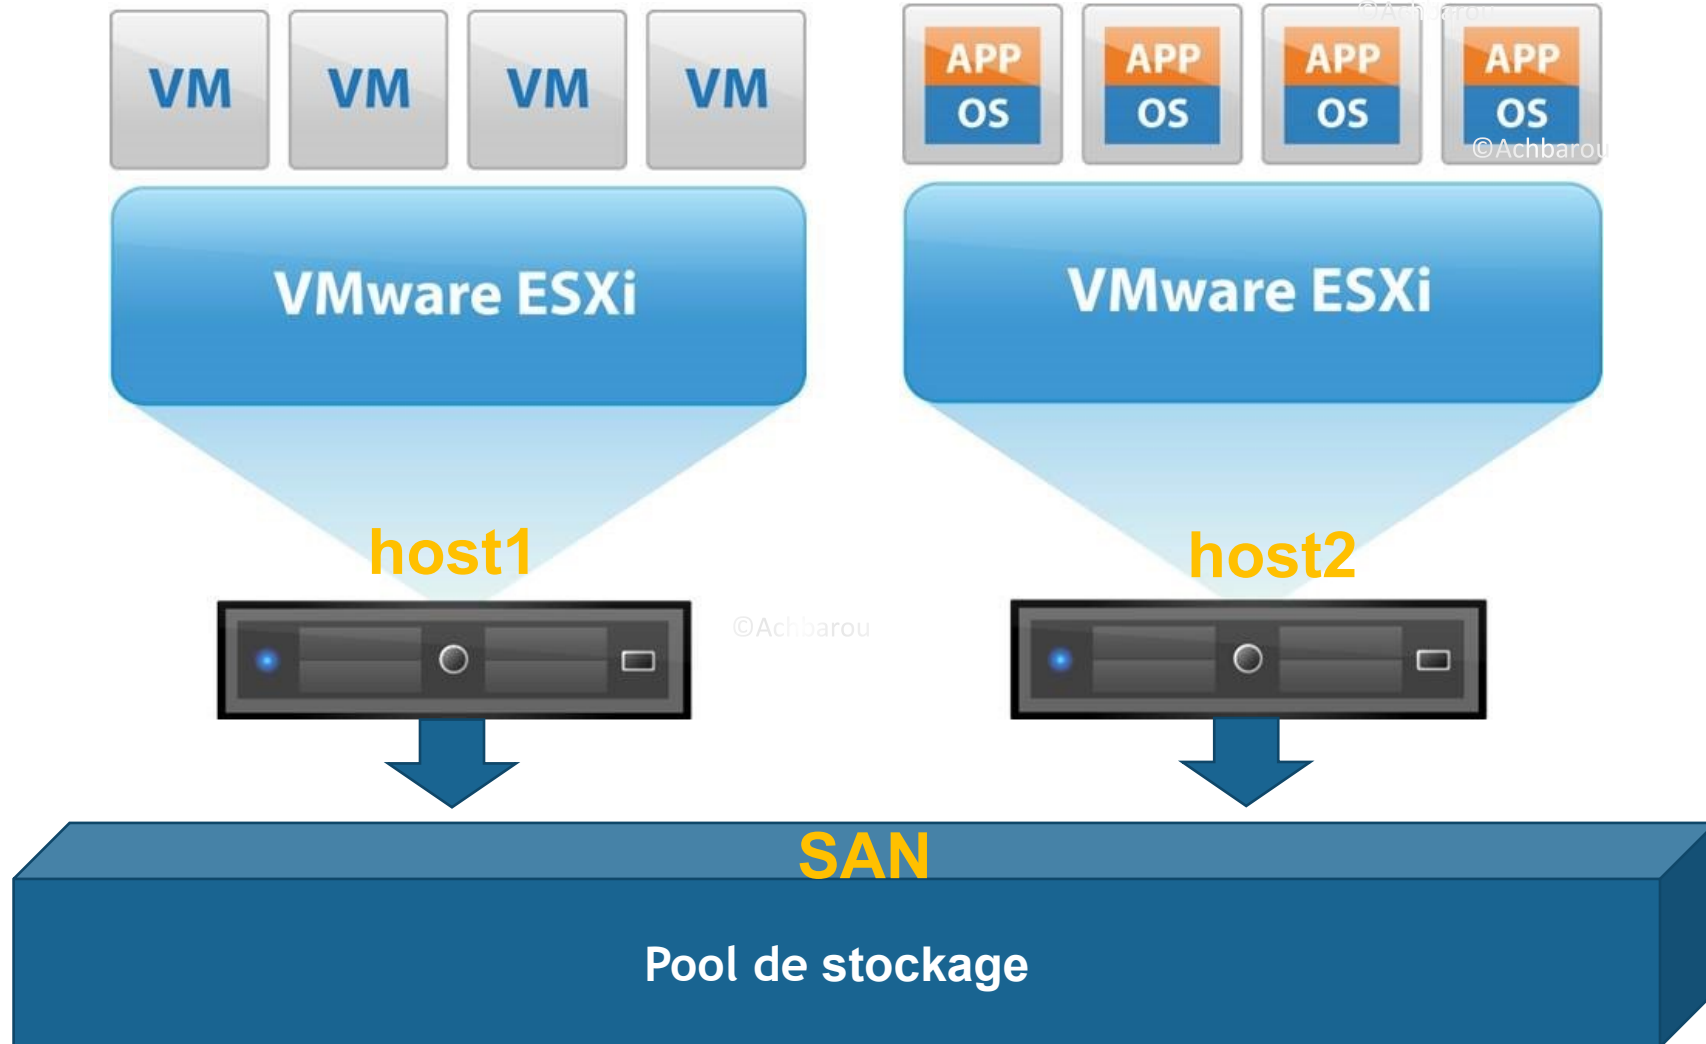 ©Achbarou
VM VM VM VM
APP APP APP APP
OS OS OS OS
©Achbarou
VMware ESXi
VMware ESXi
host1
host2
©Achbarou
SAN
Pool de stockage